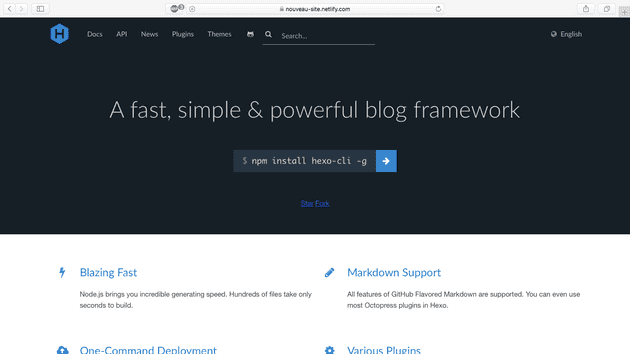 nouveau-site.netlify.com
Docs API News Plugins Themes Search... English
A fast, simple & powerful blog framework
$ npm install hexo-cli -g
Star Fork
Blazing Fast
Node.js brings you incredible generating speed. Hundreds of files take only
seconds to build.
Markdown Support
All features of GitHub Flavored Markdown are supported. You can even use
most Octopress plugins in Hexo.
One-Command Deployment
Various Plugins